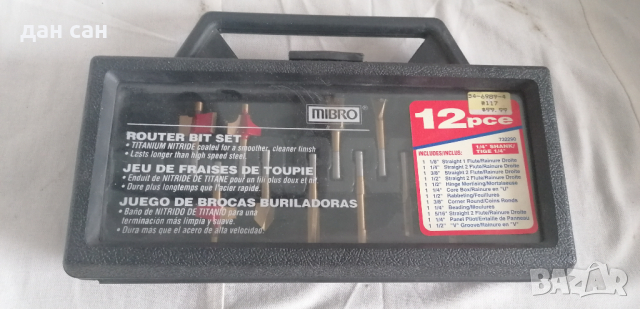 дан сан
MIBRO
ROUTER BIT SET
• TITANIUM NITRIDE coated for a smoother, cleaner finish
• Lasts longer than high speed steel.
JEU DE FRAISES DE TOUPIE
• Enduit de NITRIDE DE TITANE pour un fini plus doux et net.
• Dure plus longtemps que l'acier rapide.
JUEGO DE BROCAS BURILADORAS
• Baño de NITRIDO DE TITANIO para una
terminación más limpia y suave.
• Dura más que el acero de alta velocidad.
#117
12 pce
INCLUDES/INCLUS:
1/4" SHANK/
TIGE 1/4"
1 1/8" Straight 1 Flute/Rainure Droite
1 1/4" Straight 2 Flute/Rainure Droite
1 3/8" Straight 2 Flute/Rainure Droite
1 1/2" Straight 2 Flute/Rainure Droite
1 1/2" Hinge Mortising/Mortaiseuse
1 1/4" Core Box/Rainure en "U"
1 1/2" Rabbeting/Feuillures
1 3/8" Corner Round/Coins Ronds
1 1/4" Beading/Moulures
1 5/16" Straight 2 Flute/Rainure Droite
1 1/4" Panel Pilot/Entaille de Panneau
1 1/2" "V" Groove/Rainure en "V"
BAZAR